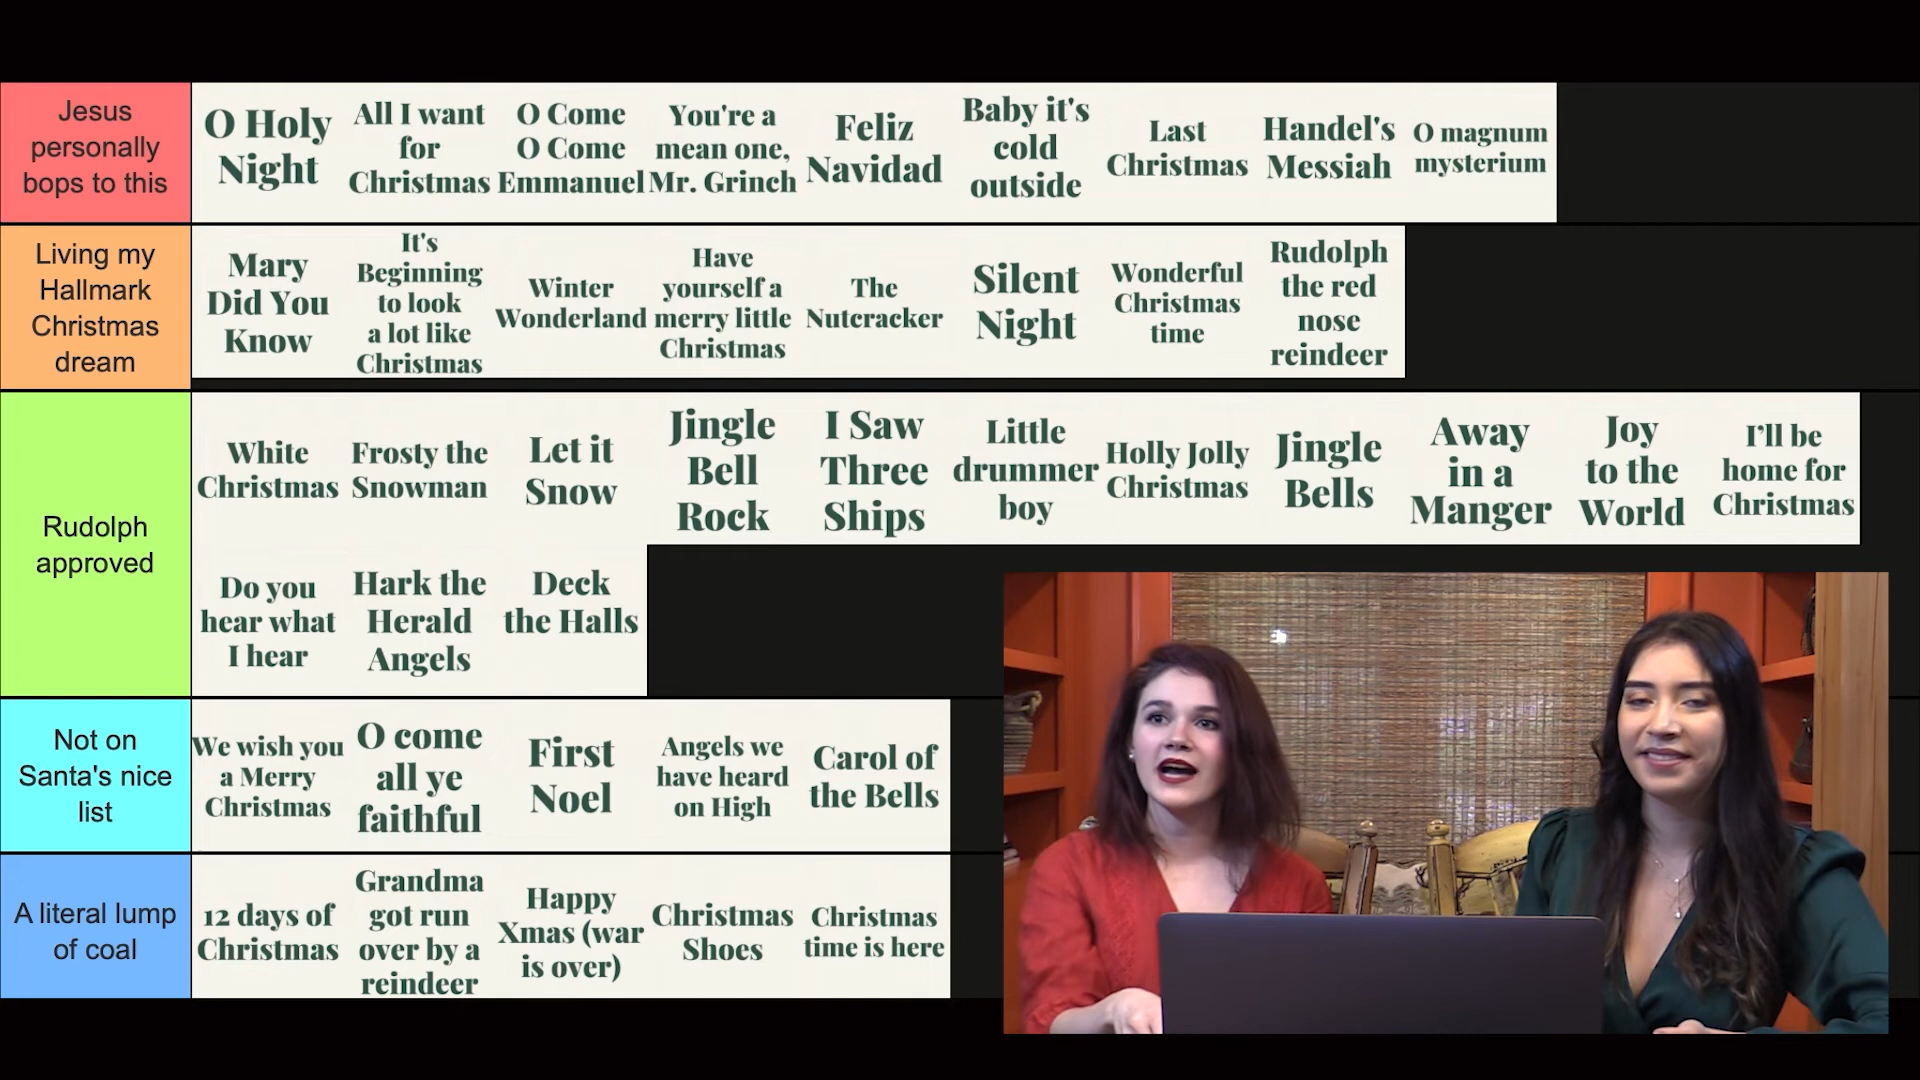 Jesus
personally
bops to this
O Holy
Night
All I want
for
Christmas
O Come
O Come
Emmanuel
You're a
mean one,
Mr. Grinch
Feliz
Navidad
Baby it's
cold
outside
Last
Christmas
Handel's
Messiah
O magnum
mysterium
Living my
Hallmark
Christmas
dream
Mary
Did You
Know
It's
Beginning
to look
a lot like
Christmas
Winter
Wonderland
Have
yourself a
merry little
Christmas
The
Nutcracker
Silent
Night
Wonderful
Christmas
time
Rudolph
the red
nose
reindeer
Rudolph
approved
White
Christmas
Frosty the
Snowman
Let it
Snow
Jingle
Bell
Rock
I Saw
Three
Ships
Little
drummer
boy
Holly Jolly
Christmas
Jingle
Bells
Away
in a
Manger
Joy
to the
World
I'll be
home for
Christmas
Do you
hear what
I hear
Hark the
Herald
Angels
Deck
the Halls
Not on
Santa's nice
list
We wish you
a Merry
Christmas
O come
all ye
faithful
First
Noel
Angels we
have heard
on High
Carol of
the Bells
A literal lump
of coal
12 days of
Christmas
Grandma
got run
over by a
reindeer
Happy
Xmas (war
is over)
Christmas
Shoes
Christmas
time is here